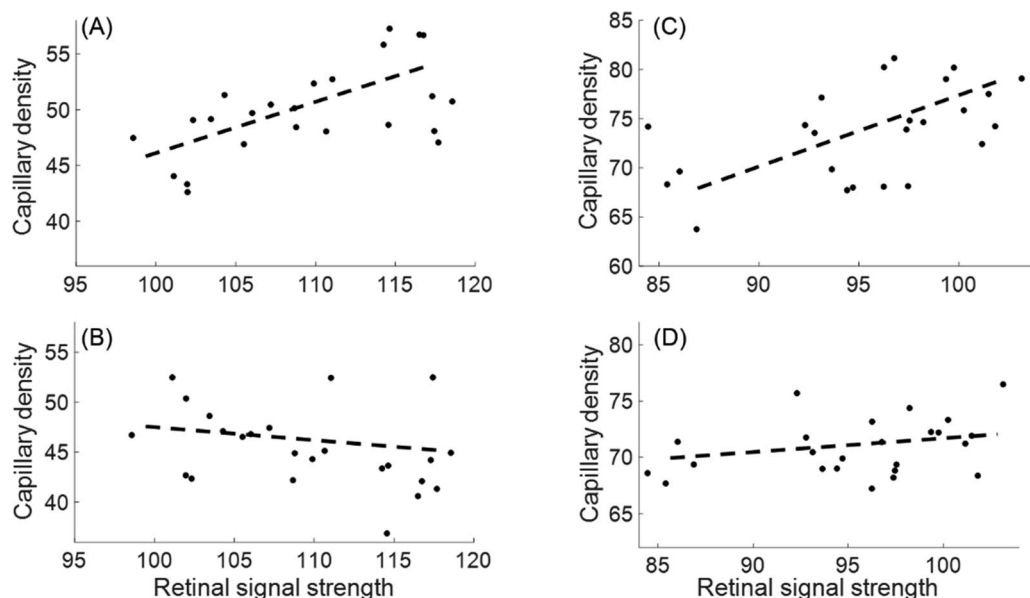 (A)
Capillary density
55
50
45
40
95 100 105 110 115 120
(C)
Capillary density
85
80
75
70
65
60
85 90 95 100
(B)
Capillary density
55
50
45
40
95 100 105 110 115 120
Retinal signal strength
(D)
Capillary density
80
75
70
65
85 90 95 100
Retinal signal strength